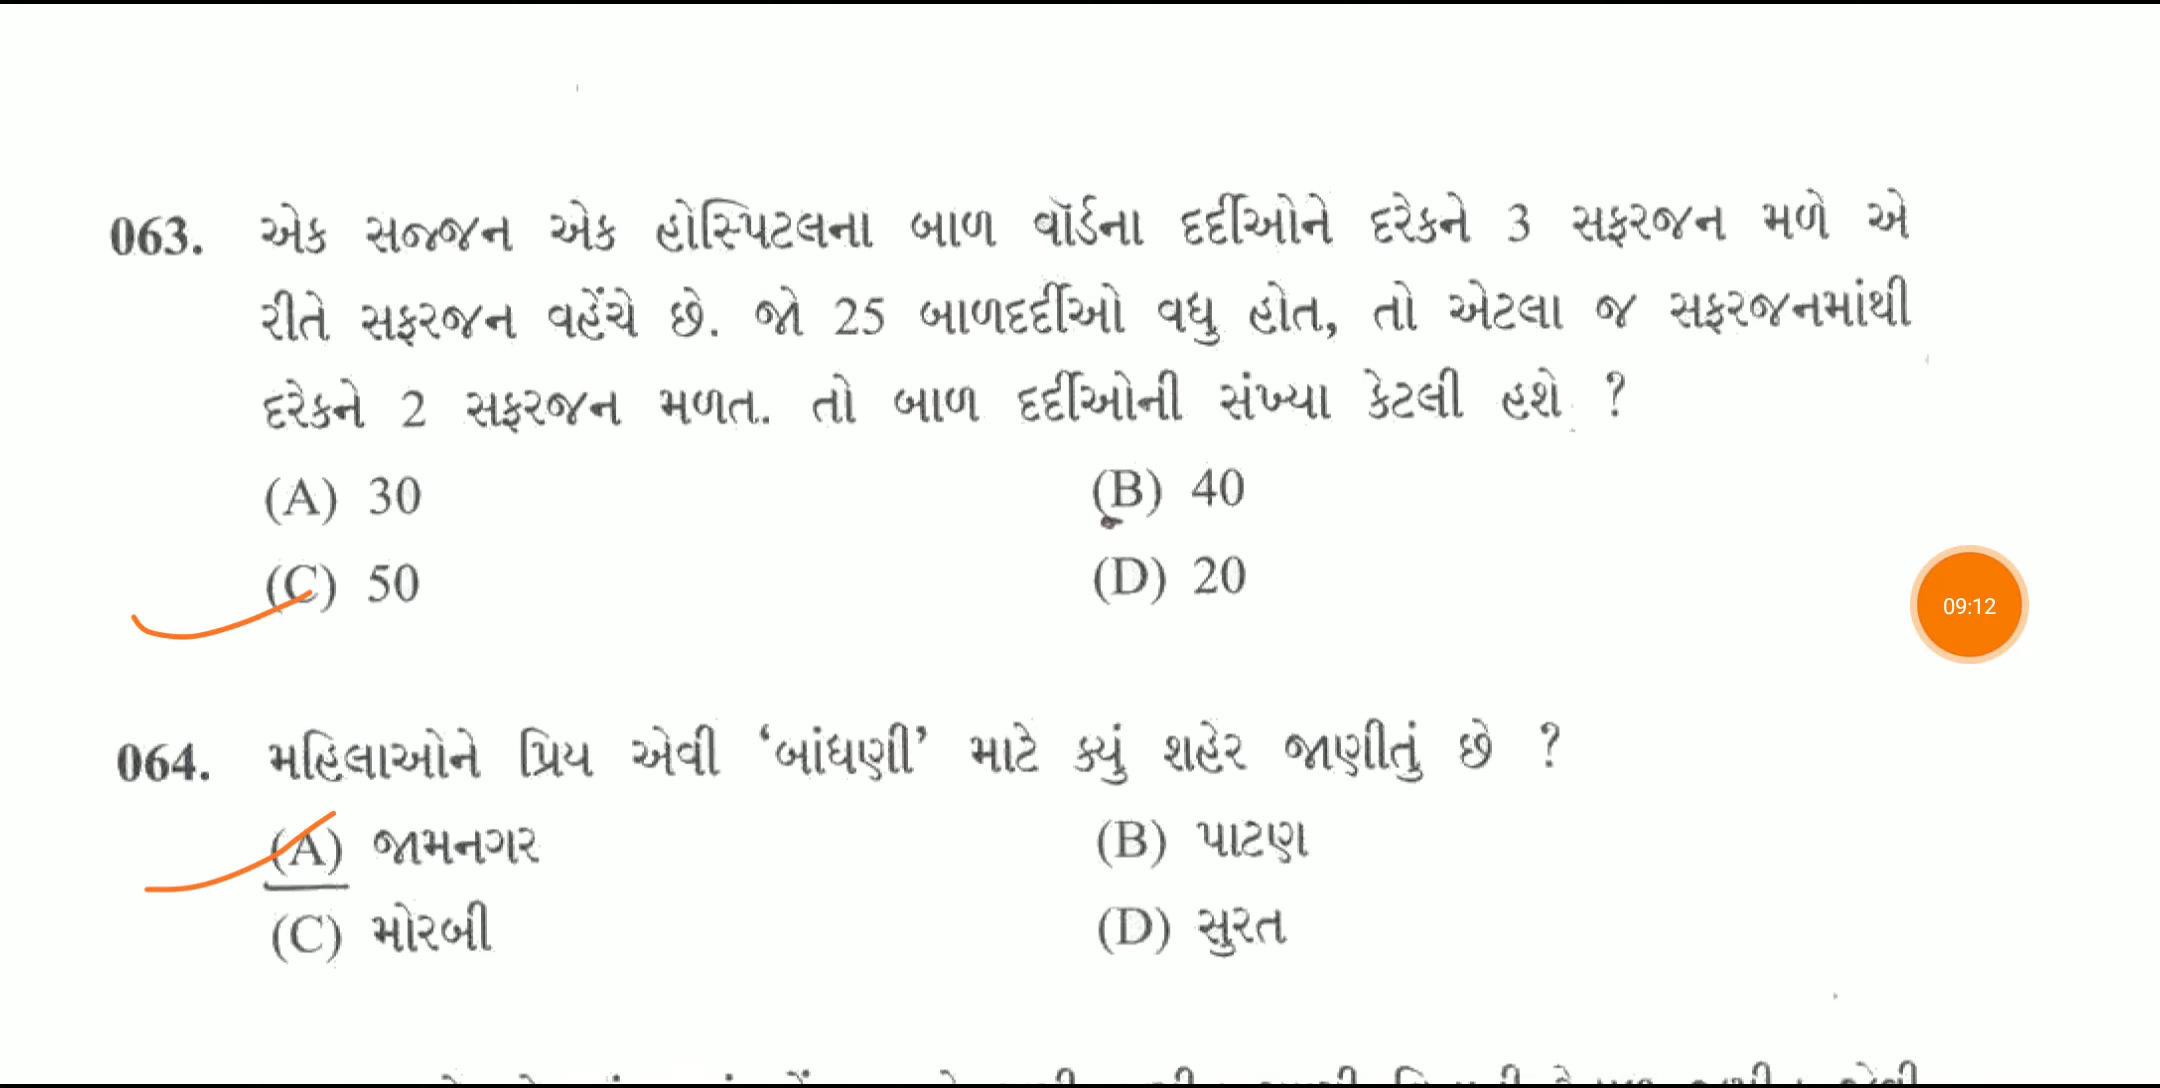 063. એક સજ્જન એક હોસ્પિટલના બાળ વૉર્ડના દર્દીઓને દરેકને 3 સફરજન મળે એ
રીતે સફરજન વહેંચે છે. જો 25 બાળદર્દીઓ વધુ હોત, તો એટલા જ સફરજનમાંથી
દરેકને 2 સફરજન મળત. તો બાળ દર્દીઓની સંખ્યા કેટલી હશે ?
(A) 30 (B) 40
(C) 50 (D) 20
09:12
064. મહિલાઓને પ્રિય એવી ‘બાંધણી’ માટે ક્યું શહેર જાણીતું છે ?
(A) જામનગર (B) પાટણ
(C) મોરબી (D) સુરત